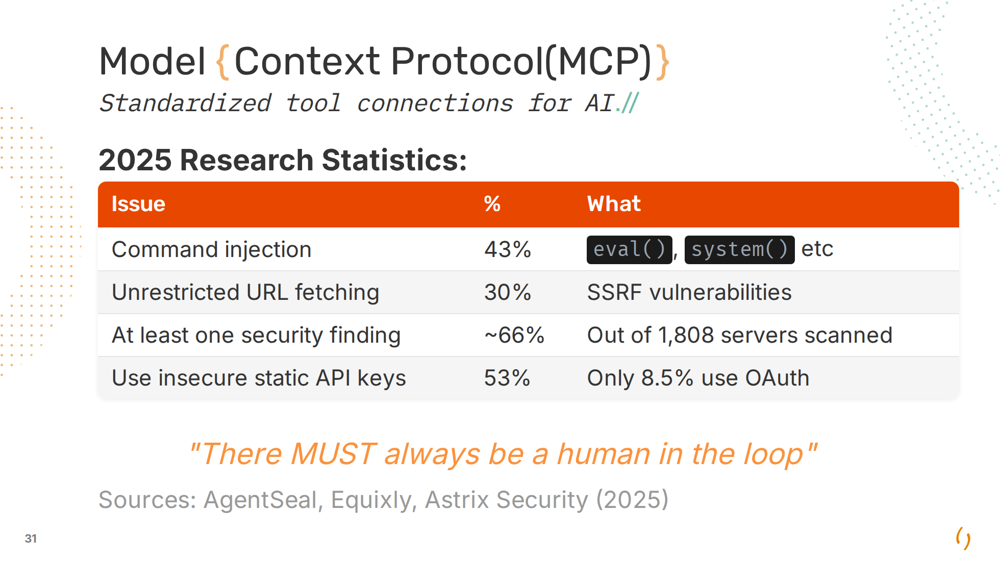 Model {Context Protocol(MCP)}
Standardized tool connections for AI.//
2025 Research Statistics:
Issue % What
Command injection 43% eval(), system() etc
Unrestricted URL fetching 30% SSRF vulnerabilities
At least one security finding ~66% Out of 1,808 servers scanned
Use insecure static API keys 53% Only 8.5% use OAuth
"There MUST always be a human in the loop"
Sources: AgentSeal, Equixly, Astrix Security (2025)
31